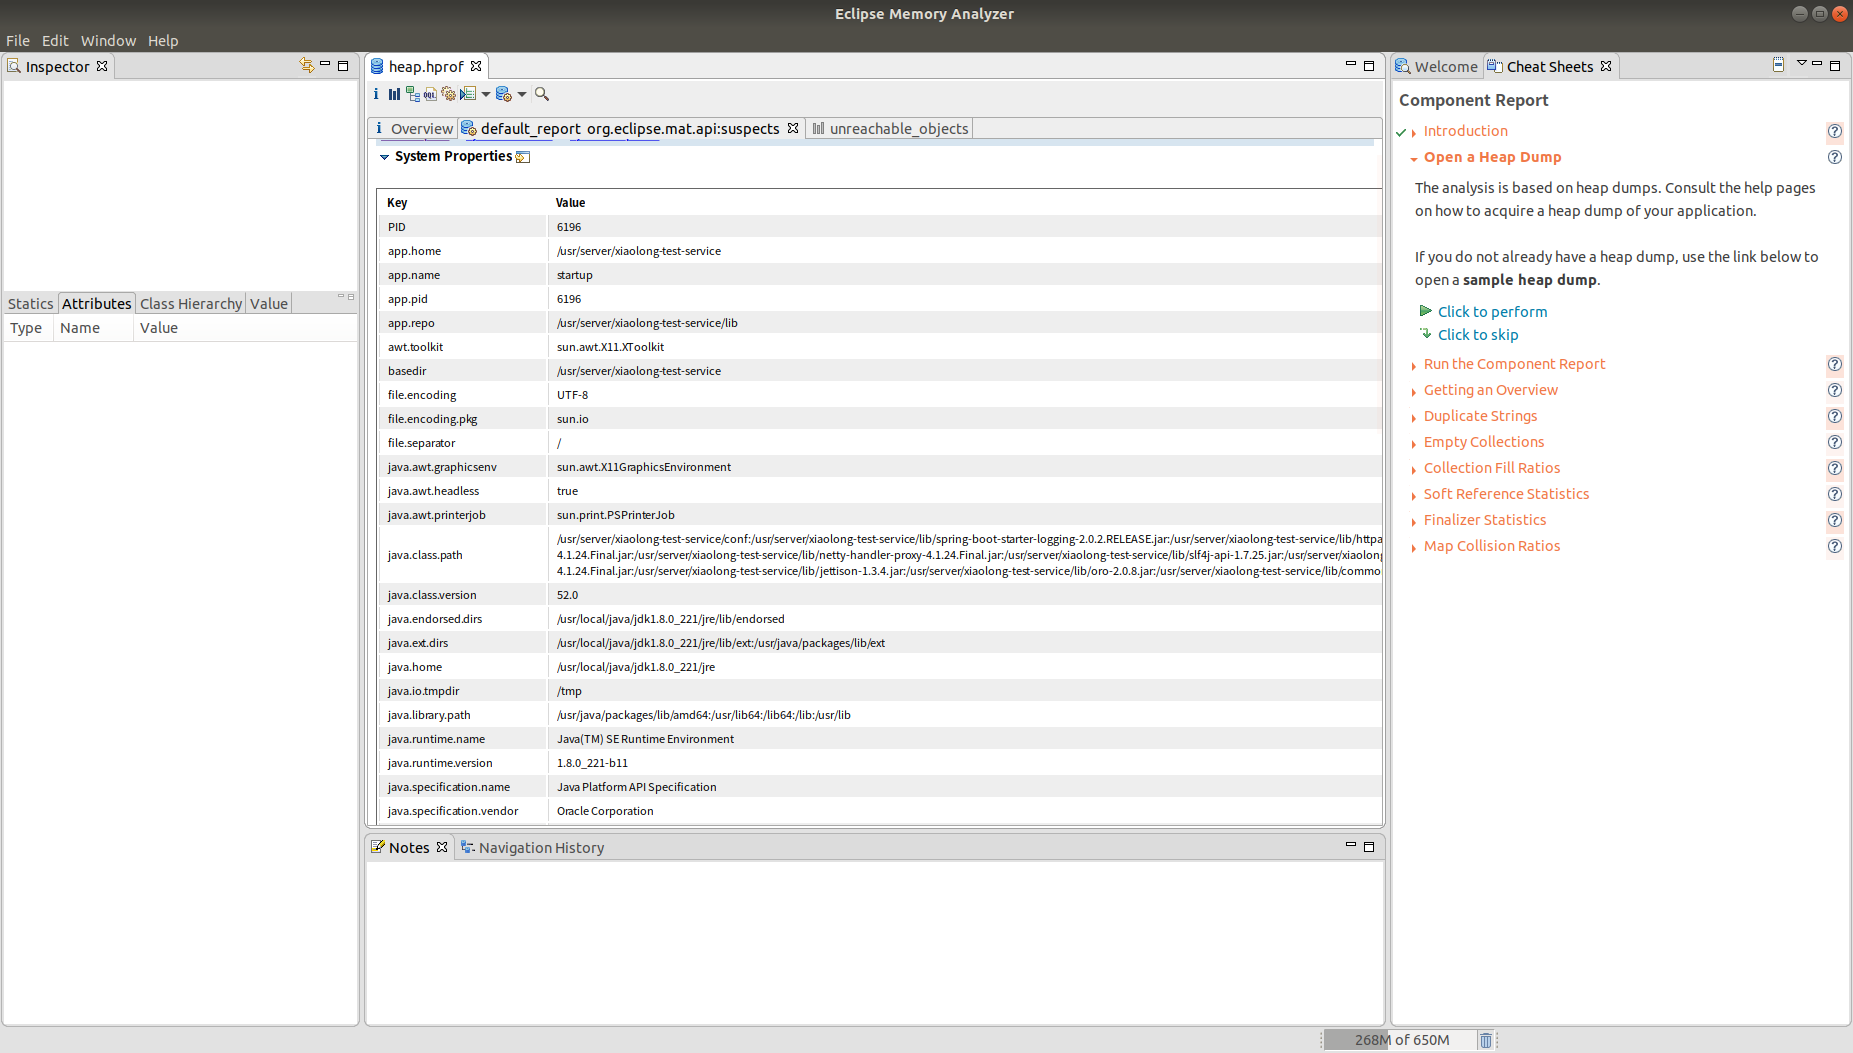 Eclipse Memory Analyzer
File Edit Window Help
Inspector
Statics Attributes Class Hierarchy Value
Type Name Value
heap.hprof
Overview default_report org.eclipse.mat.api:suspects unreachable_objects
System Properties
Key Value
PID 6196
app.home /usr/server/xiaolong-test-service
app.name startup
app.pid 6196
app.repo /usr/server/xiaolong-test-service/lib
awt.toolkit sun.awt.X11.XToolkit
basedir /usr/server/xiaolong-test-service
file.encoding UTF-8
file.encoding.pkg sun.io
file.separator /
java.awt.graphicsenv sun.awt.X11GraphicsEnvironment
java.awt.headless true
java.awt.printerjob sun.print.PSPrinterJob
java.class.path /usr/server/xiaolong-test-service/conf:/usr/server/xiaolong-test-service/lib/spring-boot-starter-logging-2.0.2.RELEASE.jar:/usr/server/xiaolong-test-service/lib/httpa
4.1.24.Final.jar:/usr/server/xiaolong-test-service/lib/netty-handler-proxy-4.1.24.Final.jar:/usr/server/xiaolong-test-service/lib/slf4j-api-1.7.25.jar:/usr/server/xiaolong
4.1.24.Final.jar:/usr/server/xiaolong-test-service/lib/jettison-1.3.4.jar:/usr/server/xiaolong-test-service/lib/oro-2.0.8.jar:/usr/server/xiaolong-test-service/lib/commo
java.class.version 52.0
java.endorsed.dirs /usr/local/java/jdk1.8.0_221/jre/lib/endorsed
java.ext.dirs /usr/local/java/jdk1.8.0_221/jre/lib/ext:/usr/java/packages/lib/ext
java.home /usr/local/java/jdk1.8.0_221/jre
java.io.tmpdir /tmp
java.library.path /usr/java/packages/lib/amd64:/usr/lib64:/lib64:/lib:/usr/lib
java.runtime.name Java(TM) SE Runtime Environment
java.runtime.version 1.8.0_221-b11
java.specification.name Java Platform API Specification
java.specification.vendor Oracle Corporation
Notes Navigation History
Welcome Cheat Sheets
Component Report
Introduction
Open a Heap Dump
The analysis is based on heap dumps. Consult the help pages
on how to acquire a heap dump of your application.
If you do not already have a heap dump, use the link below to
open a sample heap dump.
Click to perform
Click to skip
Run the Component Report
Getting an Overview
Duplicate Strings
Empty Collections
Collection Fill Ratios
Soft Reference Statistics
Finalizer Statistics
Map Collision Ratios
268M of 650M